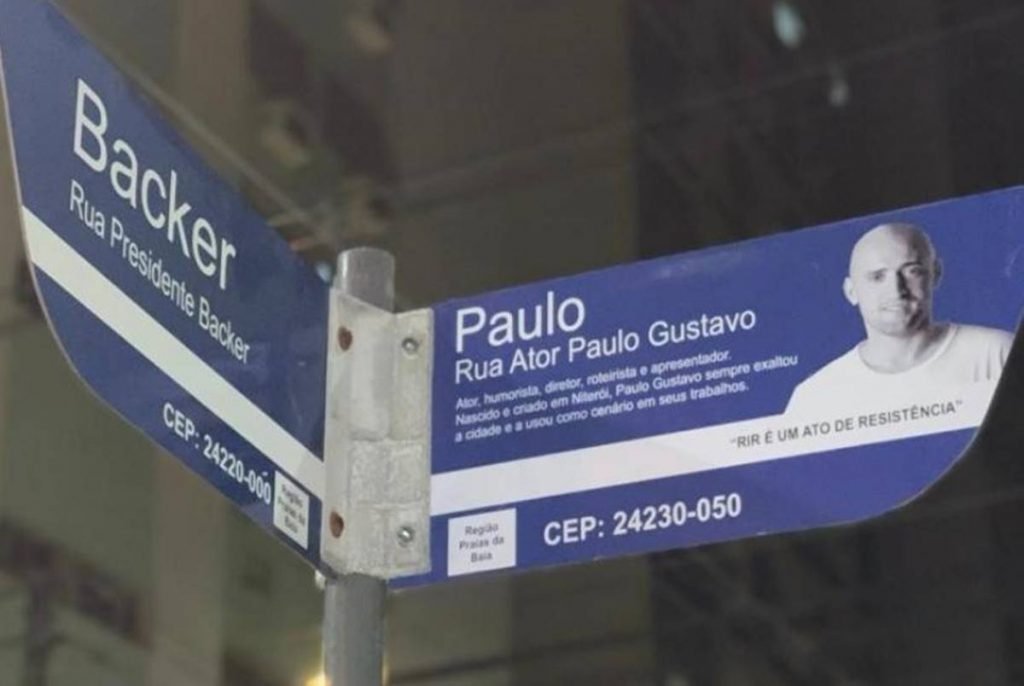 Backer
Rua Presidente Backer
CEP: 24220-000
Região
Praias da
Baia
Paulo
Rua Ator Paulo Gustavo
Ator, humorista, diretor, roteirista e apresentador.
Nascido e criado em Niterói, Paulo Gustavo sempre exaltou
a cidade e a usou como cenário em seus trabalhos.
“RIR É UM ATO DE RESISTÊNCIA”
Região
Praias da
Baia
CEP: 24230-050